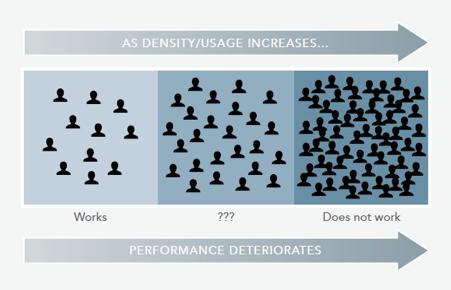 AS DENSITY/USAGE INCREASES...
Works
???
Does not work
PERFORMANCE DETERIORATES